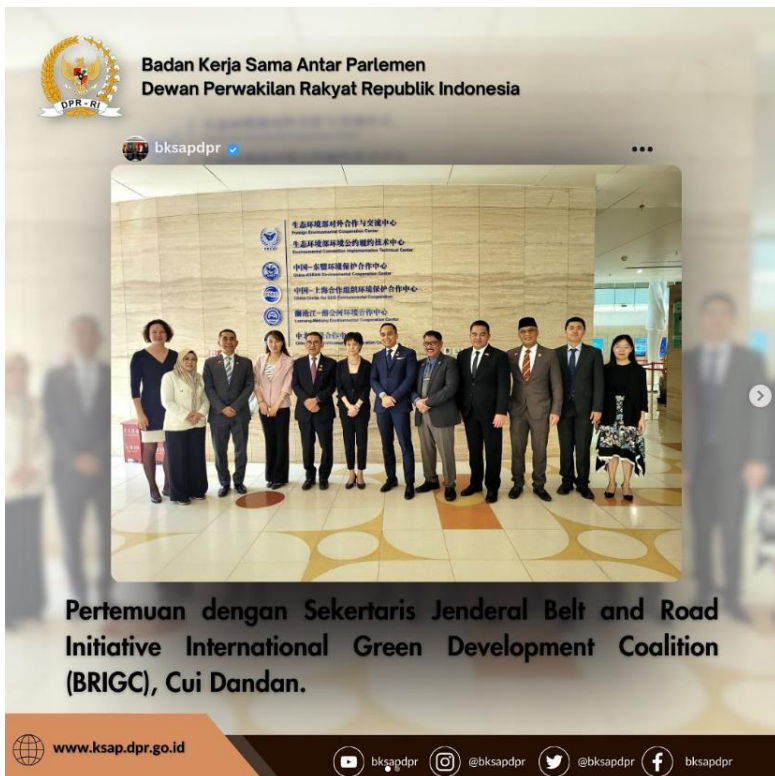 Badan Kerja Sama Antar Parlemen
Dewan Perwakilan Rakyat Republik Indonesia
DPR - RI
bksapdpr
生态环境部对外合作与交流中心
Foreign Environmental Cooperation Center
生态环境部环境公约履约技术中心
Environmental Convention Implementation Technical Center
中国-东盟环境保护合作中心
China-ASEAN Environmental Cooperation Center
中国-上海合作组织环境保护合作中心
China Center for SCO Environmental Cooperation
澜沧江-湄公河环境合作中心
Lancang-Mekong Environmental Cooperation Center
Pertemuan dengan Sekertaris Jenderal Belt and Road
Initiative International Green Development Coalition
(BRIGC), Cui Dandan.
www.ksap.dpr.go.id
bksapdpr
@bksapdpr
@bksapdpr
bksapdpr